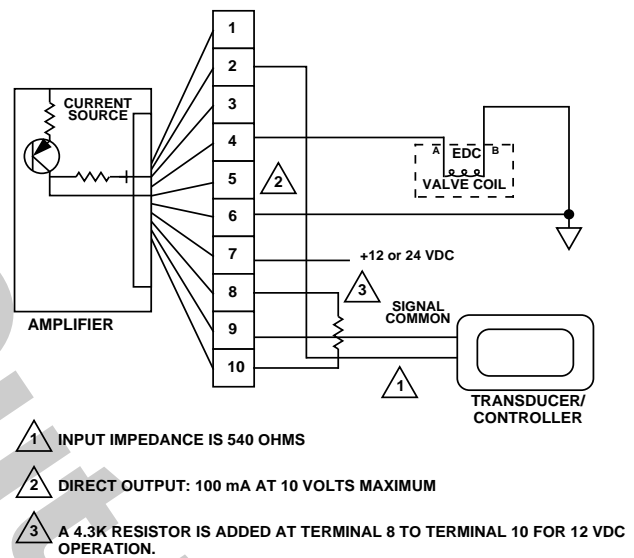 1
2
3
4
5
6
7
8
9
10
CURRENT
SOURCE
AMPLIFIER
A EDC B
VALVE COIL
2
+12 or 24 VDC
3
SIGNAL
COMMON
1
TRANSDUCER/
CONTROLLER
1 INPUT IMPEDANCE IS 540 OHMS
2 DIRECT OUTPUT: 100 mA AT 10 VOLTS MAXIMUM
3 A 4.3K RESISTOR IS ADDED AT TERMINAL 8 TO TERMINAL 10 FOR 12 VDC
OPERATION.